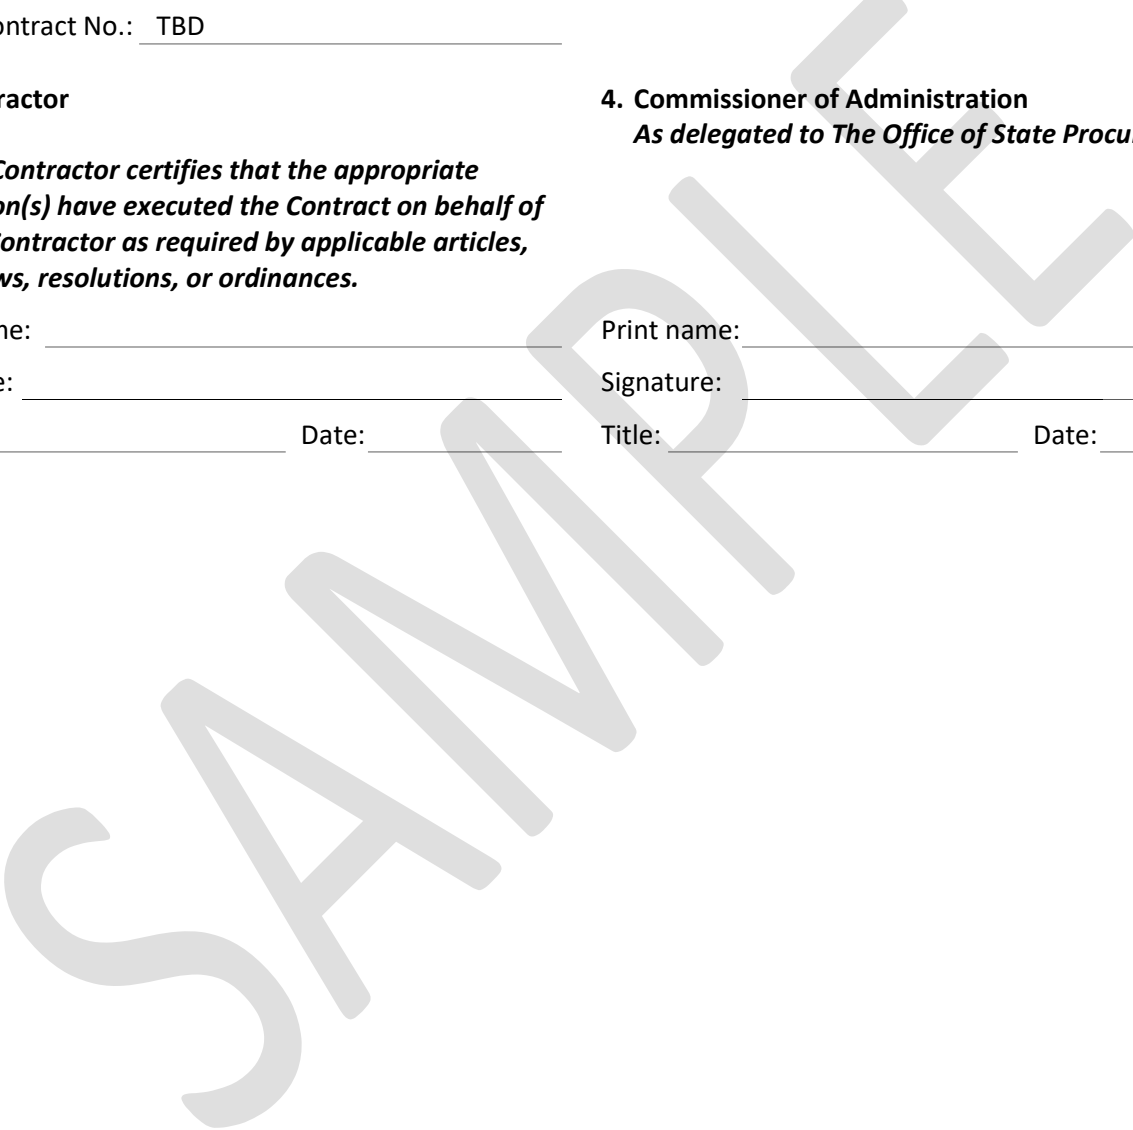 ontract No.: TBD
ractor
Contractor certifies that the appropriate
on(s) have executed the Contract on behalf of
Contractor as required by applicable articles,
ws, resolutions, or ordinances.
me:
e:
Date:
4. Commissioner of Administration
As delegated to The Office of State Procu
Print name:
Signature:
Title: Date:
SAMPLE